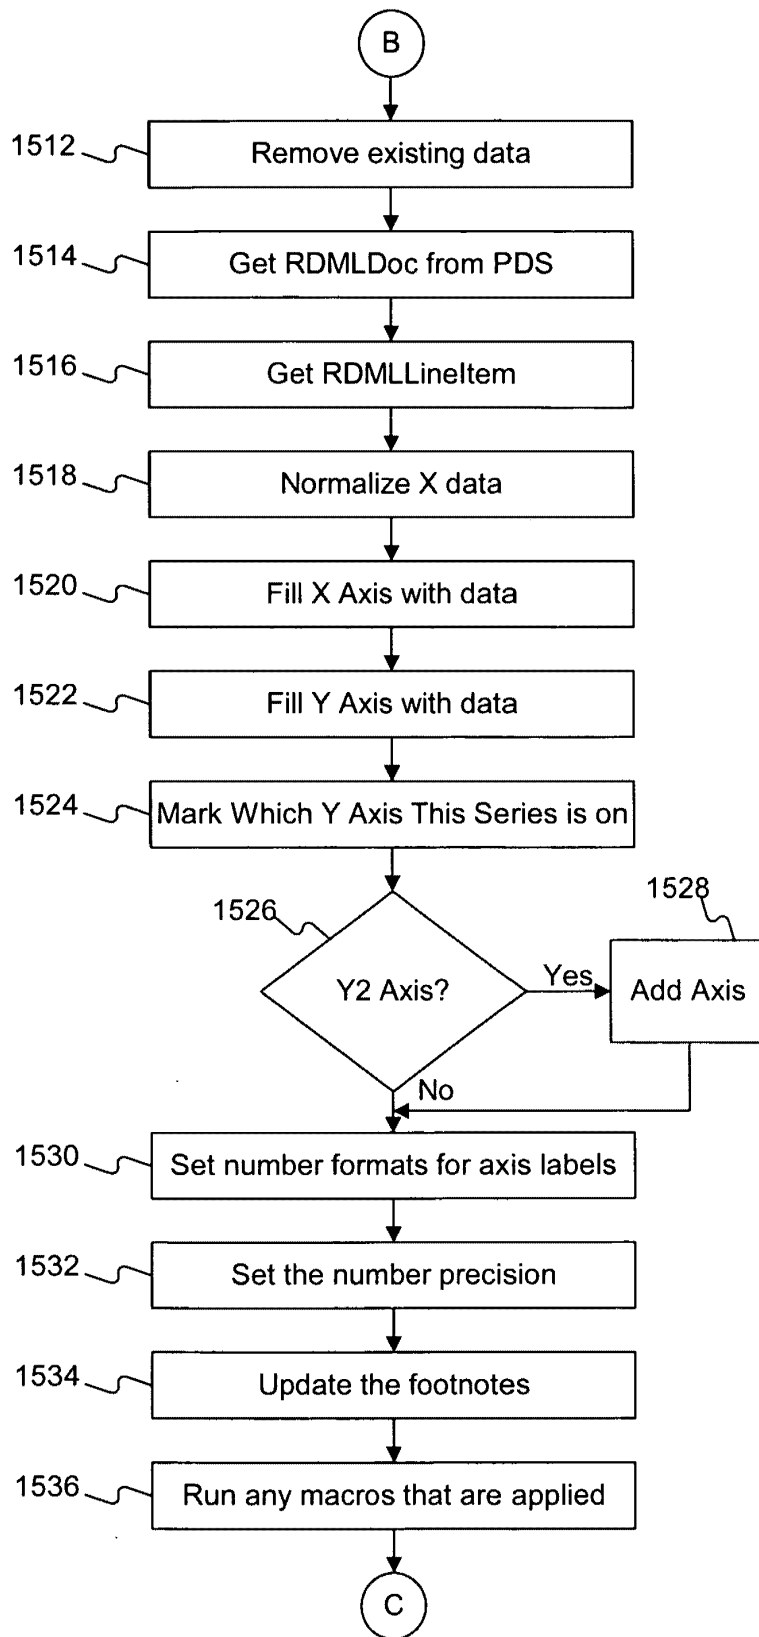 B
1512
Remove existing data
1514
Get RDMLDoc from PDS
1516
Get RDMLLineItem
1518
Normalize X data
1520
Fill X Axis with data
1522
Fill Y Axis with data
1524
Mark Which Y Axis This Series is on
1526
1528
Y2 Axis?
Yes
Add Axis
No
1530
Set number formats for axis labels
1532
Set the number precision
1534
Update the footnotes
1536
Run any macros that are applied
C